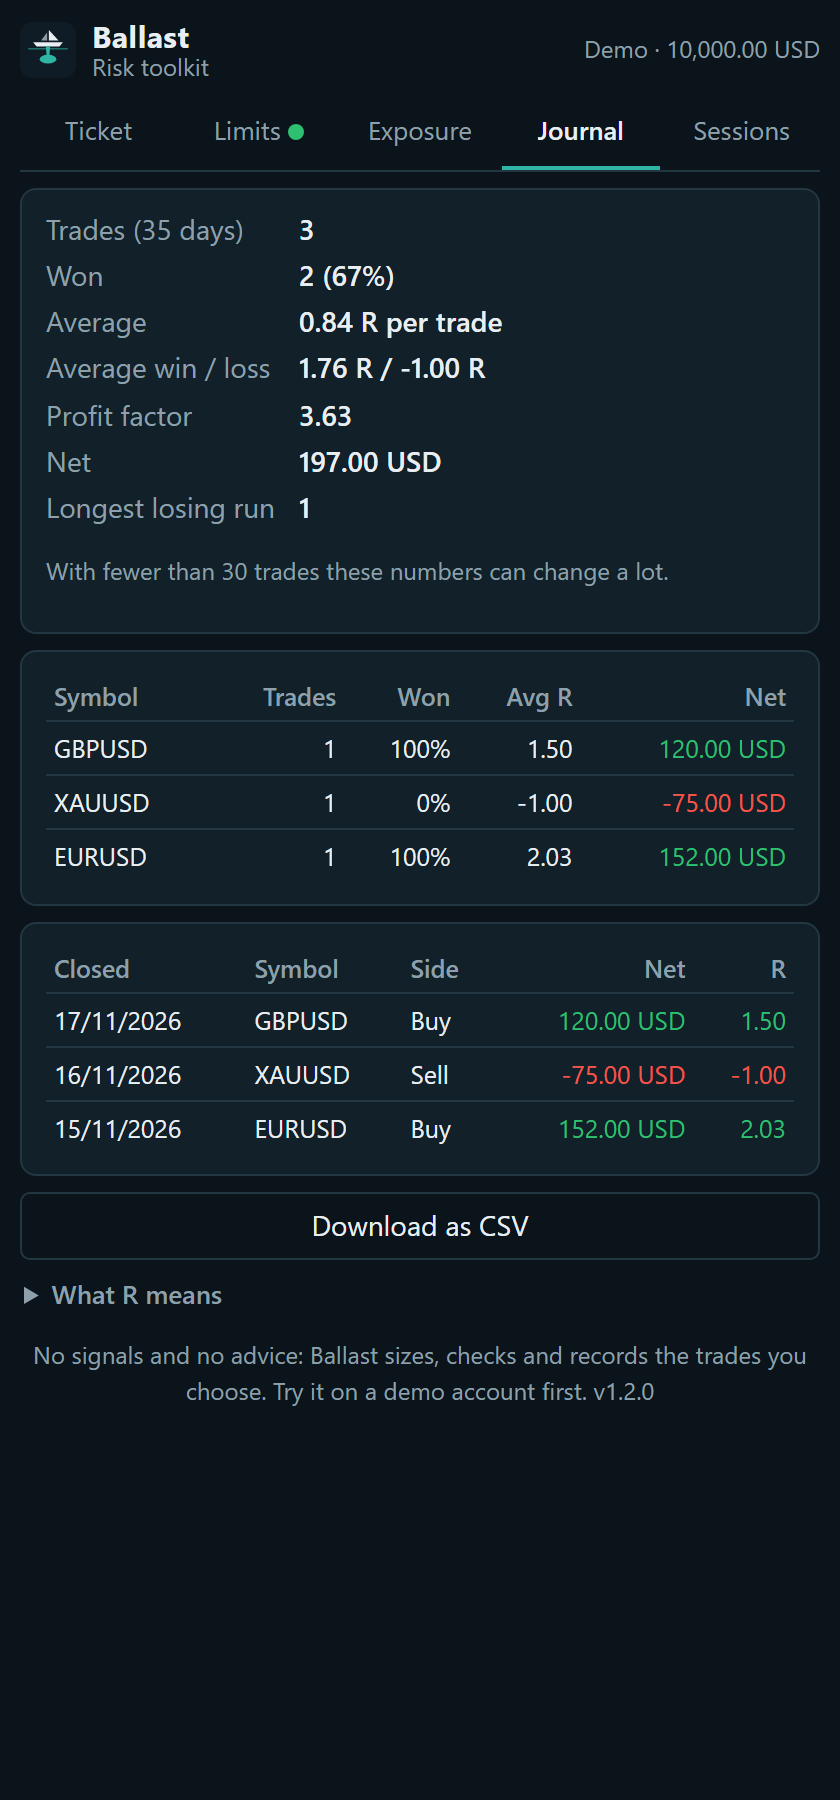 Ballast
Risk toolkit
Demo · 10,000.00 USD
Ticket Limits Exposure Journal Sessions
Trades (35 days) 3
Won 2 (67%)
Average 0.84 R per trade
Average win / loss 1.76 R / -1.00 R
Profit factor 3.63
Net 197.00 USD
Longest losing run 1
With fewer than 30 trades these numbers can change a lot.
Symbol Trades Won Avg R Net
GBPUSD 1 100% 1.50 120.00 USD
XAUUSD 1 0% -1.00 -75.00 USD
EURUSD 1 100% 2.03 152.00 USD
Closed Symbol Side Net R
17/11/2026 GBPUSD Buy 120.00 USD 1.50
16/11/2026 XAUUSD Sell -75.00 USD -1.00
15/11/2026 EURUSD Buy 152.00 USD 2.03
Download as CSV
What R means
No signals and no advice: Ballast sizes, checks and records the trades you
choose. Try it on a demo account first. v1.2.0